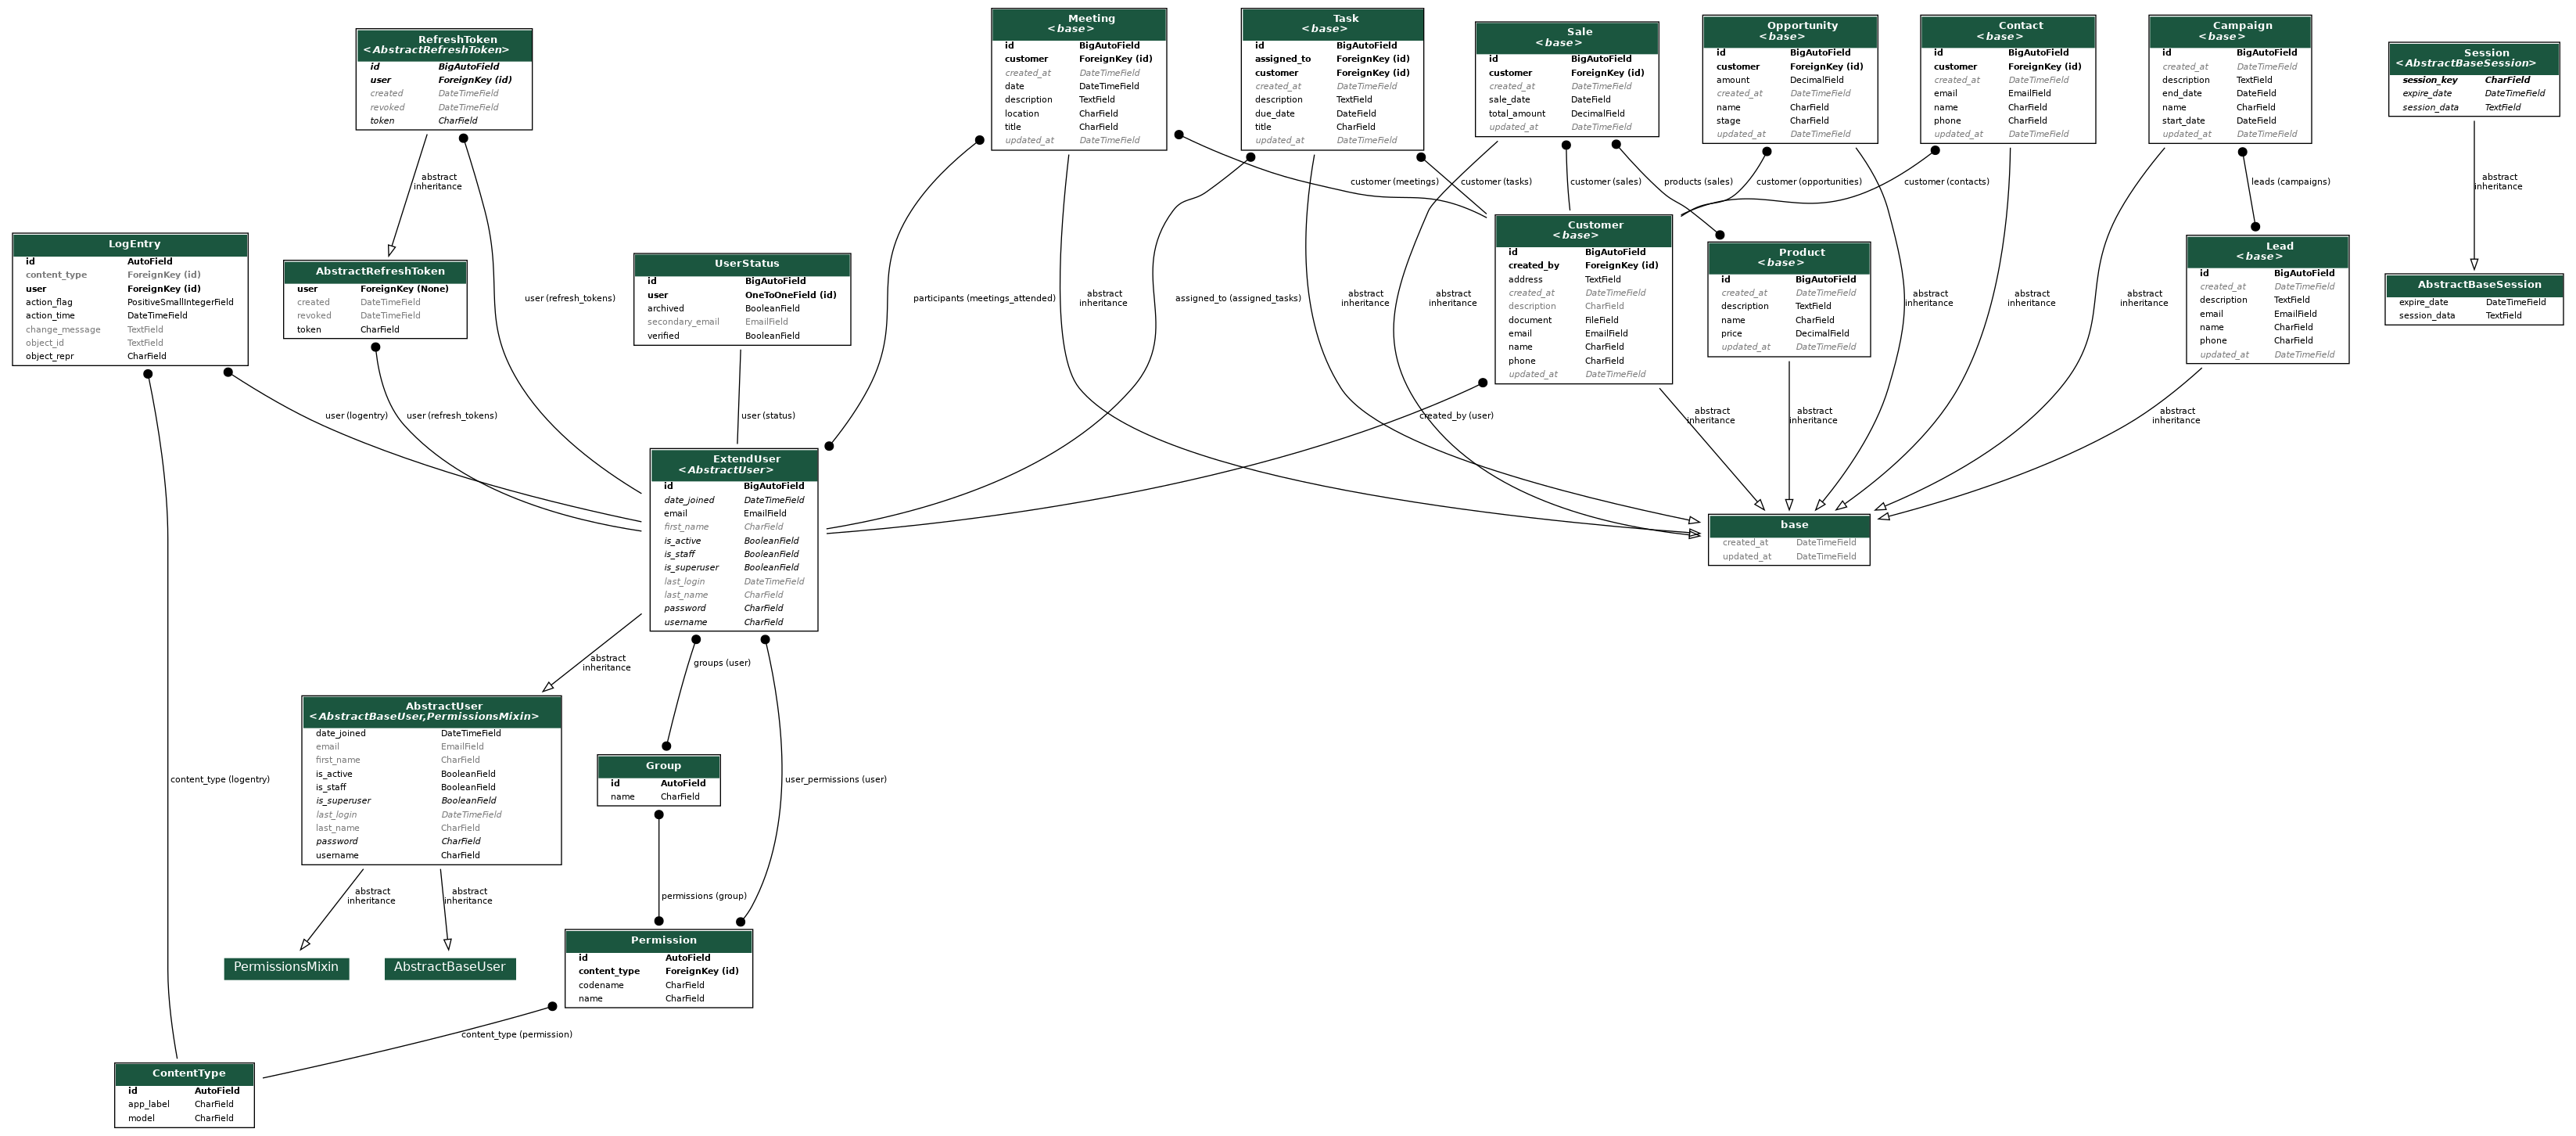 RefreshToken
<AbstractRefreshToken>
id BigAutoField
user ForeignKey (id)
created DateTimeField
revoked DateTimeField
token CharField
Meeting
<base>
id BigAutoField
customer ForeignKey (id)
created_at DateTimeField
date DateTimeField
description TextField
location CharField
title CharField
updated_at DateTimeField
Task
<base>
id BigAutoField
assigned_to ForeignKey (id)
customer ForeignKey (id)
created_at DateTimeField
description TextField
due_date DateField
title CharField
updated_at DateTimeField
Sale
<base>
id BigAutoField
customer ForeignKey (id)
created_at DateTimeField
sale_date DateField
total_amount DecimalField
updated_at DateTimeField
Opportunity
<base>
id BigAutoField
customer ForeignKey (id)
amount DecimalField
created_at DateTimeField
name CharField
stage CharField
updated_at DateTimeField
Contact
<base>
id BigAutoField
customer ForeignKey (id)
created_at DateTimeField
email EmailField
name CharField
phone CharField
updated_at DateTimeField
Campaign
<base>
id BigAutoField
created_at DateTimeField
description TextField
end_date DateField
name CharField
start_date DateField
updated_at DateTimeField
Session
<AbstractBaseSession>
session_key CharField
expire_date DateTimeField
session_data TextField
abstract
inheritance
customer (meetings)
customer (tasks)
customer (sales)
products (sales)
customer (opportunities)
customer (contacts)
leads (campaigns)
abstract
inheritance
LogEntry
id AutoField
content_type ForeignKey (id)
user ForeignKey (id)
action_flag PositiveSmallIntegerField
action_time DateTimeField
change_message TextField
object_id TextField
object_repr CharField
AbstractRefreshToken
user ForeignKey (None)
created DateTimeField
revoked DateTimeField
token CharField
user (refresh_tokens)
UserStatus
id BigAutoField
user OneToOneField (id)
archived BooleanField
secondary_email EmailField
verified BooleanField
participants (meetings_attended)
abstract
inheritance
assigned_to (assigned_tasks)
abstract
inheritance
abstract
inheritance
Customer
<base>
id BigAutoField
created_by ForeignKey (id)
address TextField
created_at DateTimeField
description CharField
document FileField
email EmailField
name CharField
phone CharField
updated_at DateTimeField
Product
<base>
id BigAutoField
created_at DateTimeField
description TextField
name CharField
price DecimalField
updated_at DateTimeField
abstract
inheritance
abstract
inheritance
abstract
inheritance
Lead
<base>
id BigAutoField
created_at DateTimeField
description TextField
email EmailField
name CharField
phone CharField
updated_at DateTimeField
AbstractBaseSession
expire_date DateTimeField
session_data TextField
user (logentry)
user (refresh_tokens)
user (status)
created_by (user)
abstract
inheritance
abstract
inheritance
abstract
inheritance
ExtendUser
<AbstractUser>
id BigAutoField
date_joined DateTimeField
email EmailField
first_name CharField
is_active BooleanField
is_staff BooleanField
is_superuser BooleanField
last_login DateTimeField
last_name CharField
password CharField
username CharField
base
created_at DateTimeField
updated_at DateTimeField
abstract
inheritance
groups (user)
AbstractUser
<AbstractBaseUser,PermissionsMixin>
date_joined DateTimeField
email EmailField
first_name CharField
is_active BooleanField
is_staff BooleanField
is_superuser BooleanField
last_login DateTimeField
last_name CharField
password CharField
username CharField
Group
id AutoField
name CharField
content_type (logentry)
user_permissions (user)
abstract
inheritance
abstract
inheritance
permissions (group)
PermissionsMixin
AbstractBaseUser
Permission
id AutoField
content_type ForeignKey (id)
codename CharField
name CharField
content_type (permission)
ContentType
id AutoField
app_label CharField
model CharField